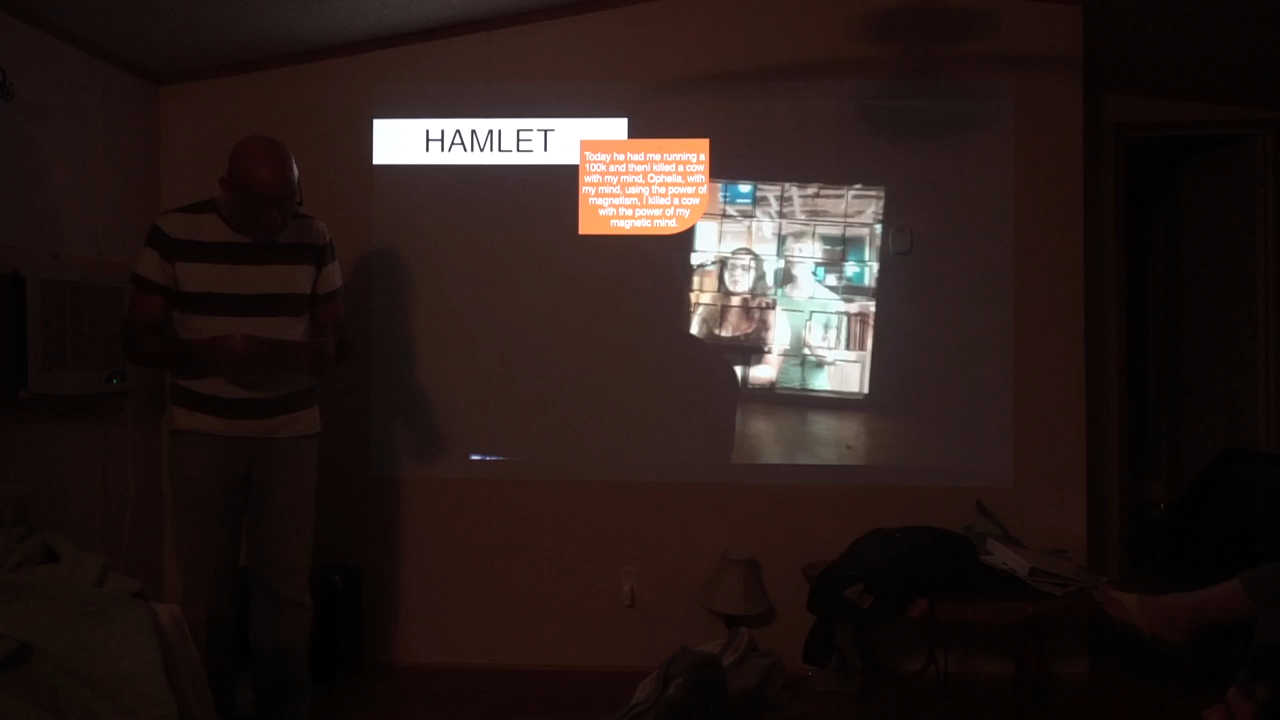 HAMLET
Today he had me running a
100k and thenI killed a cow
with my mind, Ophelia, with
my mind, using the power of
magnetism, I killed a cow
with the power of my
magnetic mind.